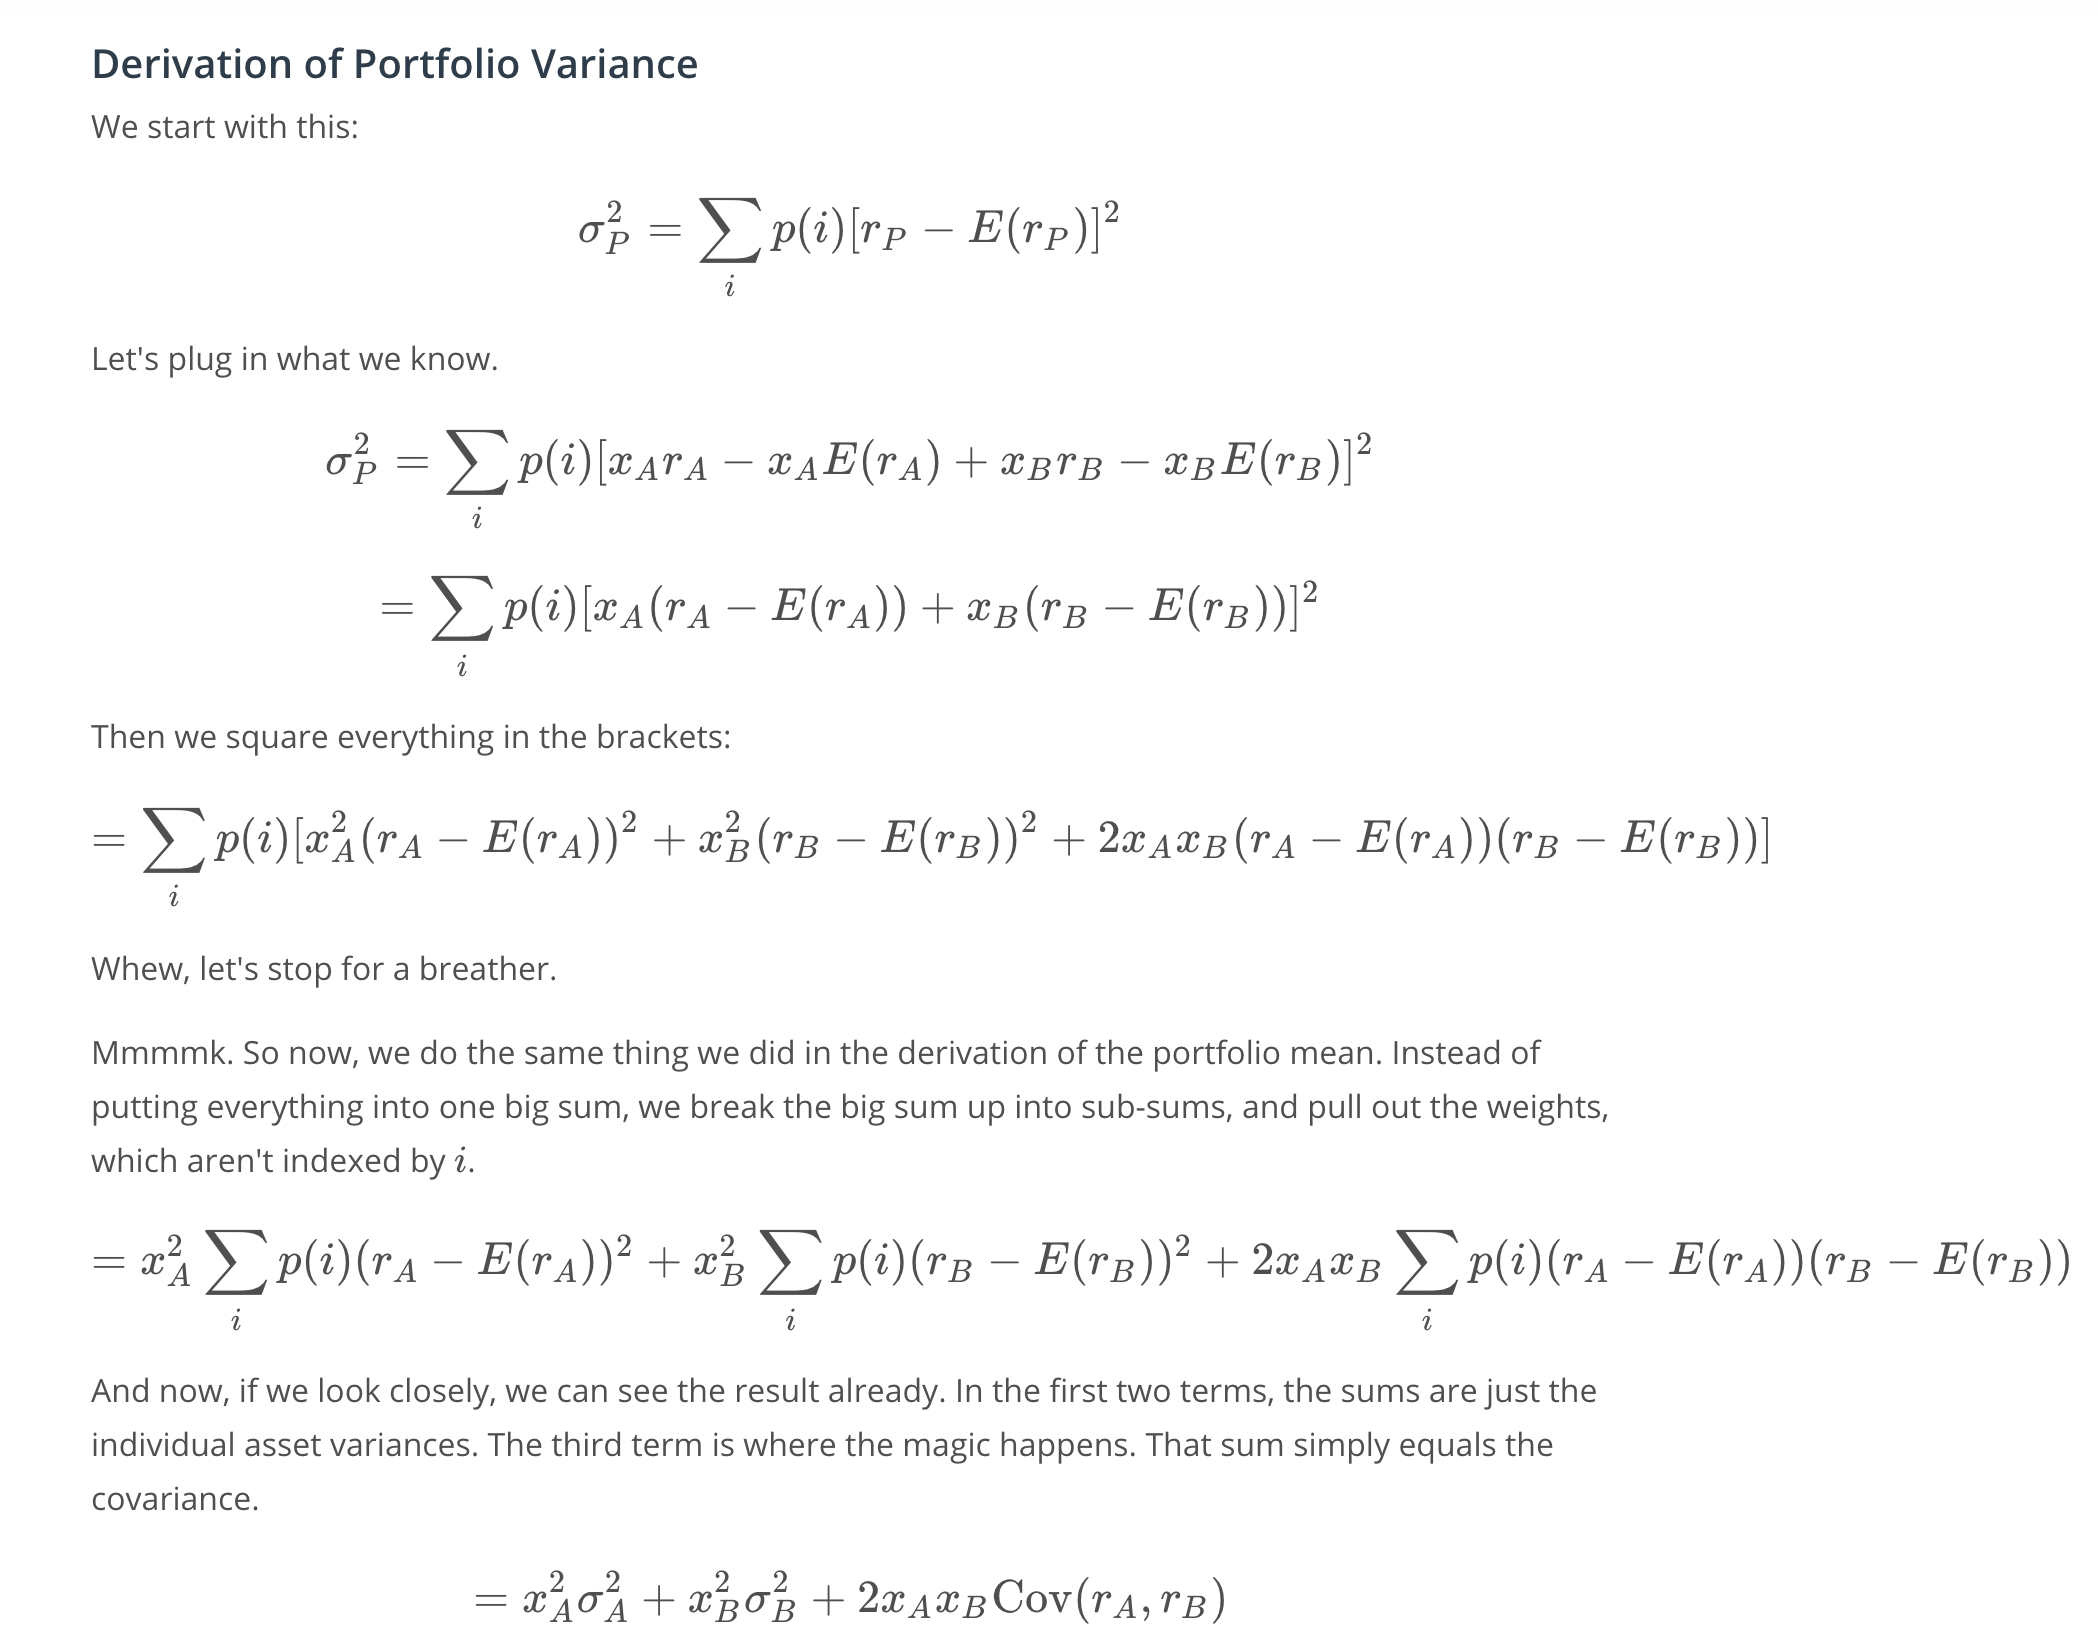 Derivation of Portfolio Variance
We start with this:
$$\sigma_P^2 = \sum_i p(i)[r_P - E(r_P)]^2$$
Let's plug in what we know.
$$\sigma_P^2 = \sum_i p(i)[x_A r_A - x_A E(r_A) + x_B r_B - x_B E(r_B)]^2$$
$$= \sum_i p(i)[x_A(r_A - E(r_A)) + x_B(r_B - E(r_B))]^2$$
Then we square everything in the brackets:
$$= \sum_i p(i)[x_A^2(r_A - E(r_A))^2 + x_B^2(r_B - E(r_B))^2 + 2x_A x_B(r_A - E(r_A))(r_B - E(r_B))]$$
Whew, let's stop for a breather.
Mmmmk. So now, we do the same thing we did in the derivation of the portfolio mean. Instead of
putting everything into one big sum, we break the big sum up into sub-sums, and pull out the weights,
which aren't indexed by $i$.
$$= x_A^2 \sum_i p(i)(r_A - E(r_A))^2 + x_B^2 \sum_i p(i)(r_B - E(r_B))^2 + 2x_A x_B \sum_i p(i)(r_A - E(r_A))(r_B - E(r_B))$$
And now, if we look closely, we can see the result already. In the first two terms, the sums are just the
individual asset variances. The third term is where the magic happens. That sum simply equals the
covariance.
$$= x_A^2 \sigma_A^2 + x_B^2 \sigma_B^2 + 2x_A x_B \mathrm{Cov}(r_A, r_B)$$